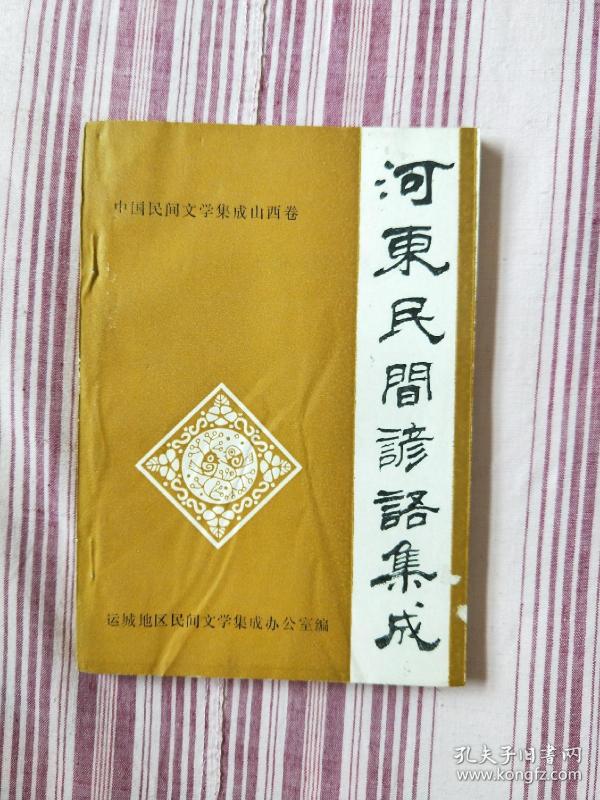 中国民间文学集成山西卷
河東民間諺語集成
运城地区民间文学集成办公室编
孔夫子旧书网
www.kongfz.com